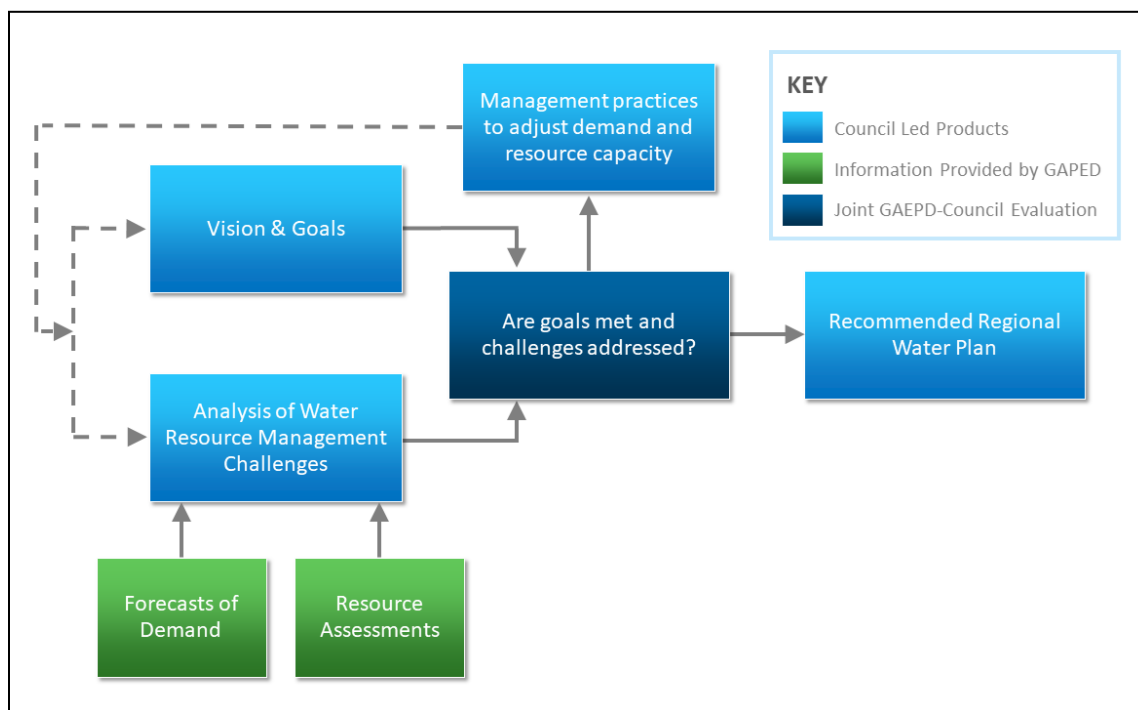 Management practices
to adjust demand and
resource capacity
KEY
Council Led Products
Information Provided by GAPED
Joint GAEPD-Council Evaluation
Vision & Goals
Are goals met and
challenges addressed?
Recommended Regional
Water Plan
Analysis of Water
Resource Management
Challenges
Forecasts of
Demand
Resource
Assessments